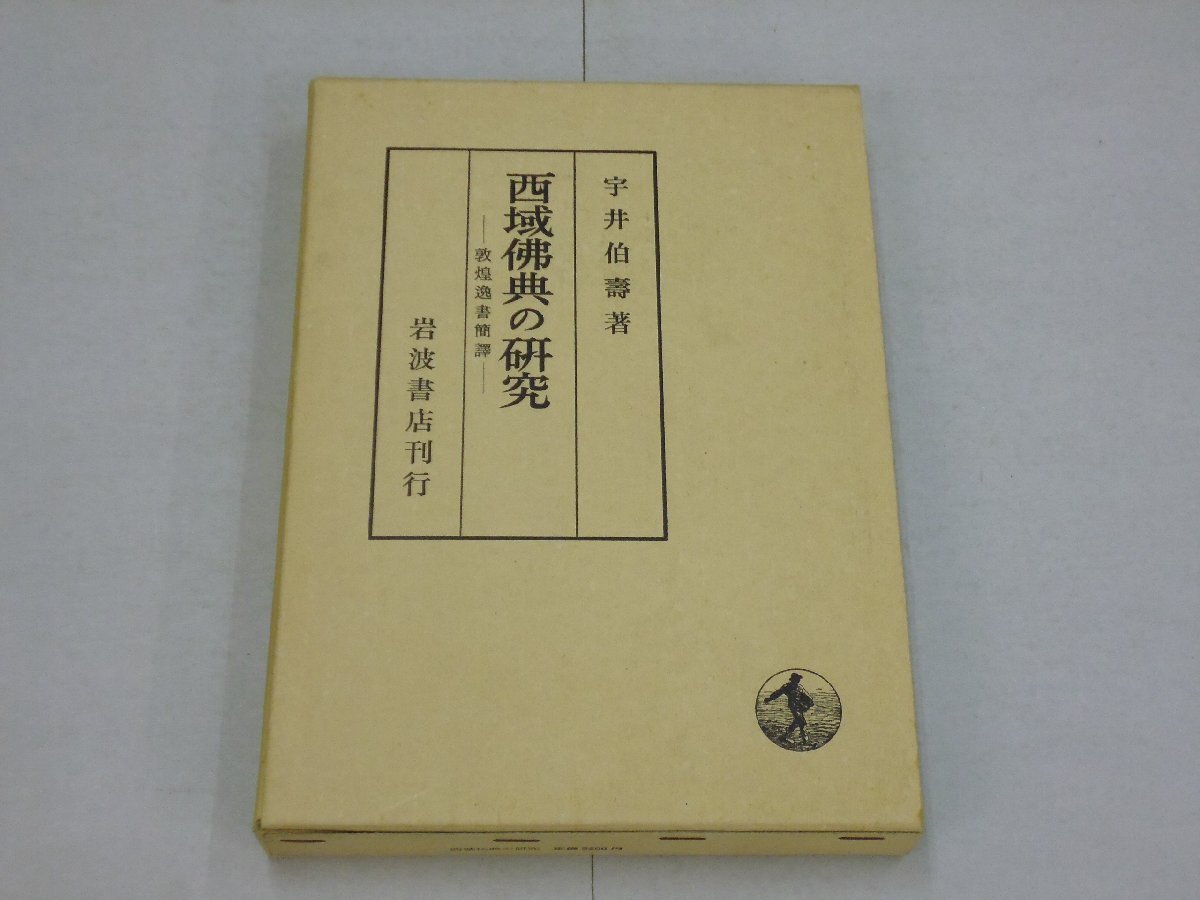 宇井伯壽著
西域佛典の研究
―敦煌逸書簡譯―
岩波書店刊行